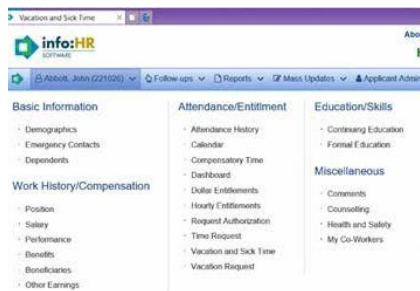 Vacation and Sick Time
info:HR
SOFTWARE
Abbott, John (221026)
Follow ups
Reports
Mass Updates
Applicant
Basic Information
Demographics
Emergency Contacts
Dependents
Work History/Compensation
Position
Salary
Performance
Benefits
Beneficiaries
Other Earnings
Attendance/Entitlment
Attendance History
Calendar
Compensatory Time
Dashboard
Dollar Entitlements
Hourly Entitlements
Request Authorization
Time Request
Vacation and Sick Time
Vacation Request
Education/Skills
Continuing Education
Formal Education
Miscellaneous
Comments
Counselling
Health and Safety
My Co-Workers